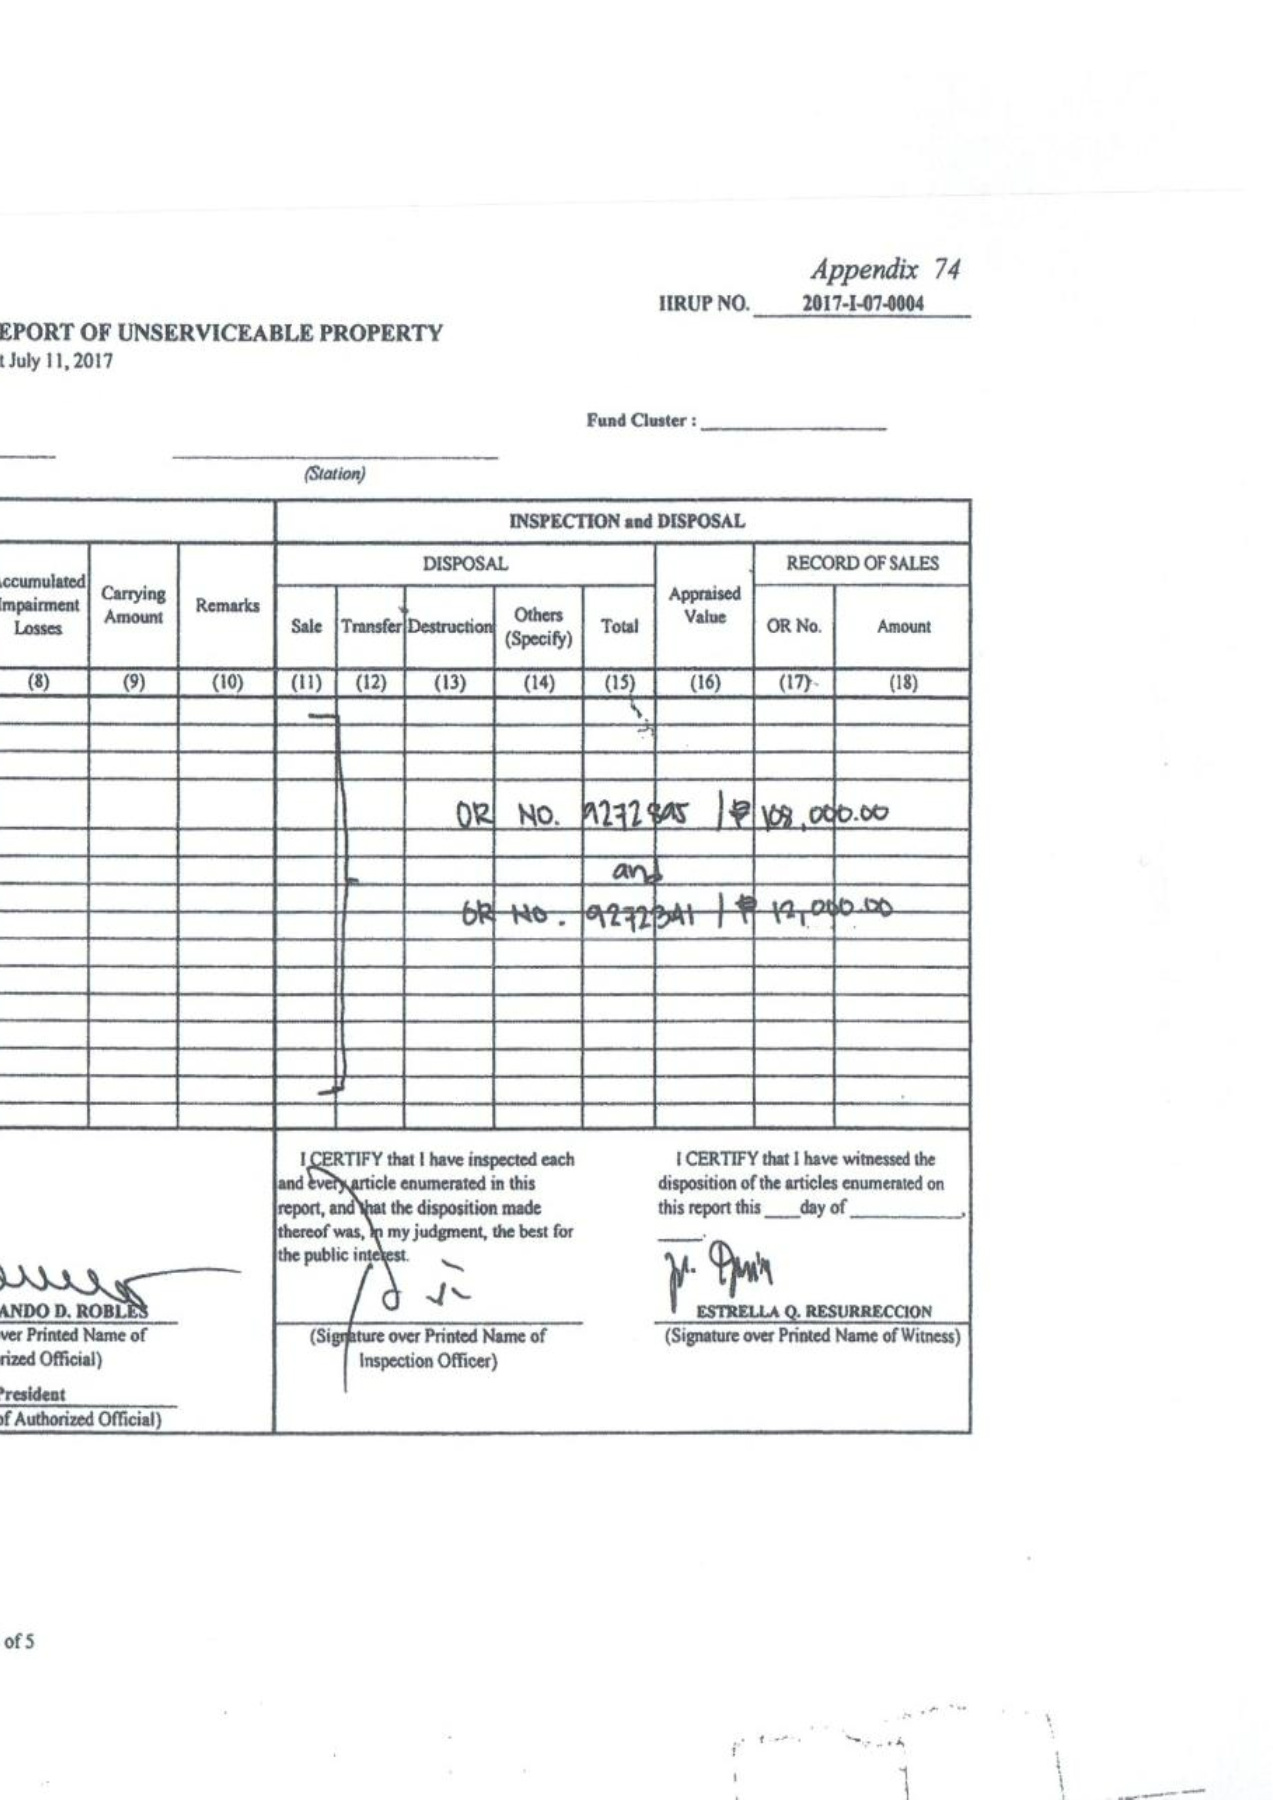 Appendix 74
IIRUP NO. 2017-I-07-0004
EPORT OF UNSERVICEABLE PROPERTY
t July 11, 2017
Fund Cluster :
(Station)
INSPECTION and DISPOSAL
DISPOSAL
RECORD OF SALES
ccumulated
Impairment
Losses
Carrying
Amount
Remarks
Sale
Transfer
Destruction
Others
(Specify)
Total
Appraised
Value
OR No.
Amount
(8) (9) (10) (11) (12) (13) (14) (15) (16) (17) (18)
OR NO. 9272895 / ₱ 108,000.00
and
OR NO. 9272341 / ₱ 12,000.00
I CERTIFY that I have inspected each
and every article enumerated in this
report, and that the disposition made
thereof was, in my judgment, the best for
the public interest.
I CERTIFY that I have witnessed the
disposition of the articles enumerated on
this report this ____day of ____________.
ANDO D. ROBLES
ver Printed Name of
rized Official)
President
of Authorized Official)
(Signature over Printed Name of
Inspection Officer)
ESTRELLA Q. RESURRECCION
(Signature over Printed Name of Witness)
of 5